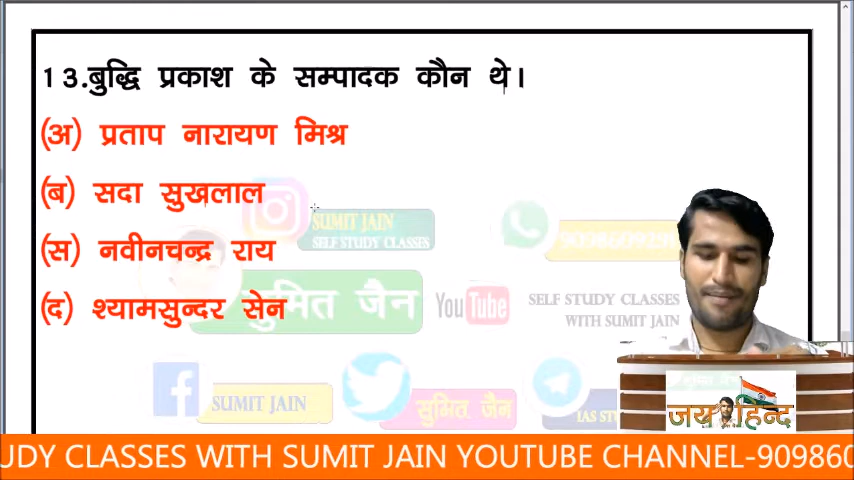 13.बुद्धि प्रकाश के सम्पादक कौन थे।
(अ) प्रताप नारायण मिश्र
(ब) सदा सुखलाल
(स) नवीनचन्द्र राय
(द) श्यामसुन्दर सेन
SUMIT JAIN
SELF STUDY CLASSES
सुमित जैन
YouTube
SELF STUDY CLASSES
WITH SUMIT JAIN
SUMIT JAIN
सुमित जैन
जय हिन्द
UDY CLASSES WITH SUMIT JAIN YOUTUBE CHANNEL-909860